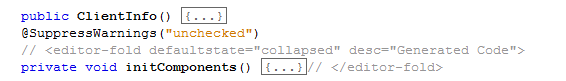 public ClientInfo() {...}
@SuppressWarnings("unchecked")
// <editor-fold defaultstate="collapsed" desc="Generated Code">
private void initComponents() {...}// </editor-fold>